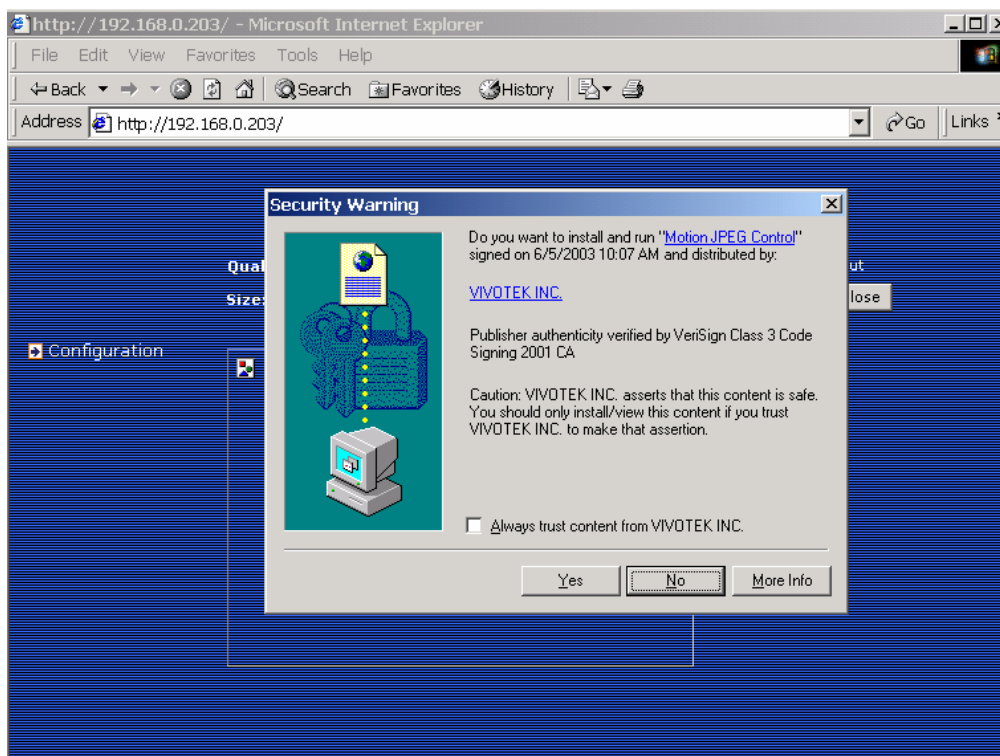 http://192.168.0.203/ - Microsoft Internet Explorer
File Edit View Favorites Tools Help
Back Search Favorites History
Address http://192.168.0.203/ Go Links
Security Warning
Do you want to install and run "Motion JPEG Control"
signed on 6/5/2003 10:07 AM and distributed by:
VIVOTEK INC.
Publisher authenticity verified by VeriSign Class 3 Code
Signing 2001 CA
Caution: VIVOTEK INC. asserts that this content is safe.
You should only install/view this content if you trust
VIVOTEK INC. to make that assertion.
Always trust content from VIVOTEK INC.
Yes No More Info
Qual
ut
Size:
lose
Configuration